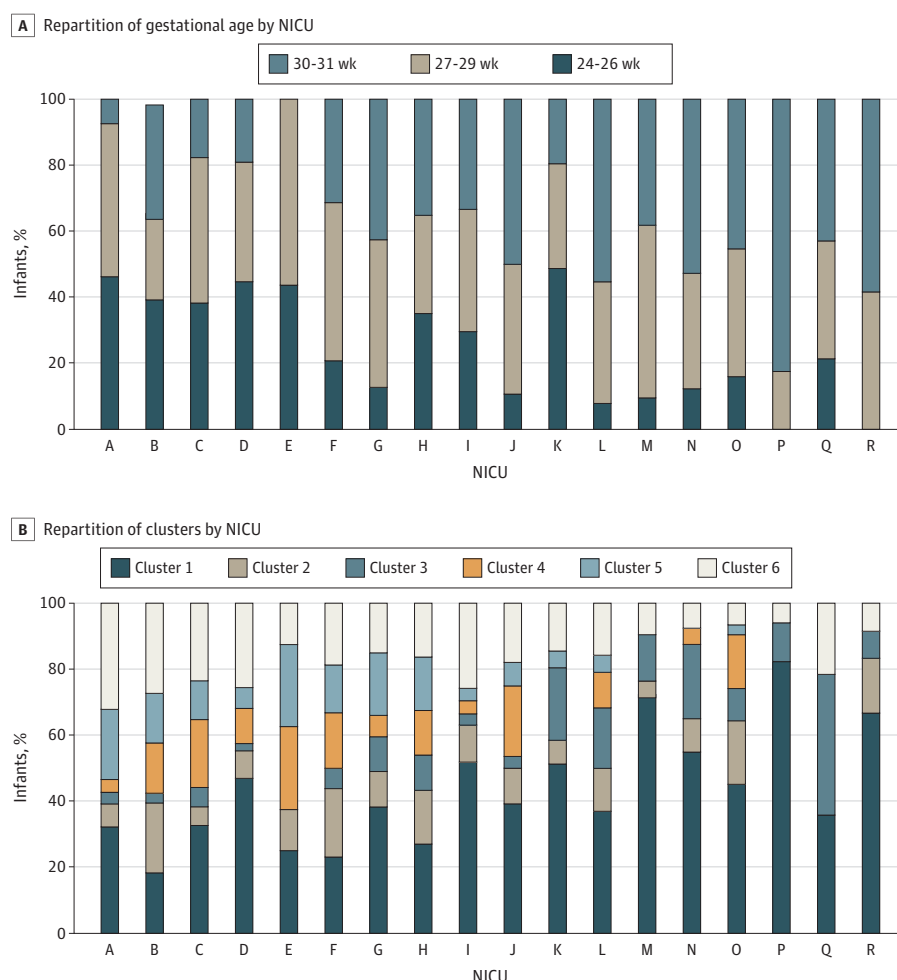 A Repartition of gestational age by NICU
30-31 wk 27-29 wk 24-26 wk
100
80
60
40
20
0
Infants, %
A B C D E F G H I J K L M N O P Q R
NICU
B Repartition of clusters by NICU
Cluster 1 Cluster 2 Cluster 3 Cluster 4 Cluster 5 Cluster 6
100
80
60
40
20
0
Infants, %
A B C D E F G H I J K L M N O P Q R
NICU